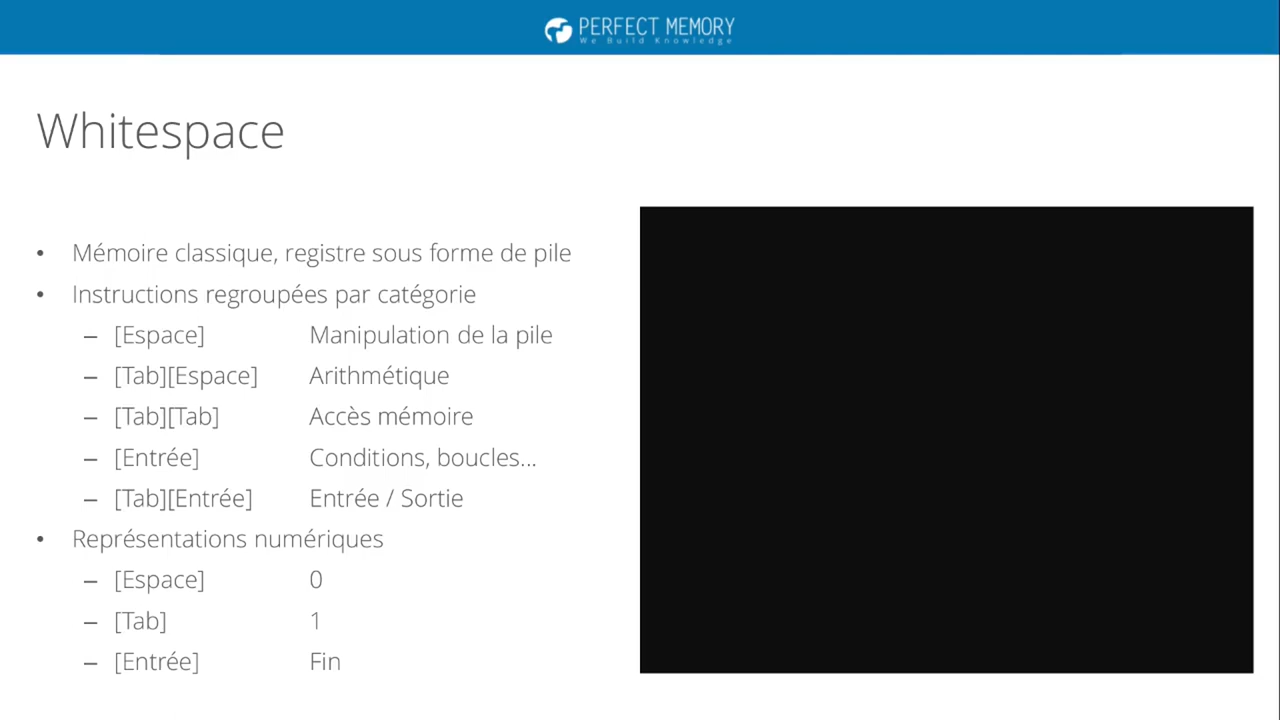 PERFECT MEMORY
We Build Knowledge
Whitespace
• Mémoire classique, registre sous forme de pile
• Instructions regroupées par catégorie
– [Espace] Manipulation de la pile
– [Tab][Espace] Arithmétique
– [Tab][Tab] Accès mémoire
– [Entrée] Conditions, boucles...
– [Tab][Entrée] Entrée / Sortie
• Représentations numériques
– [Espace] 0
– [Tab] 1
– [Entrée] Fin